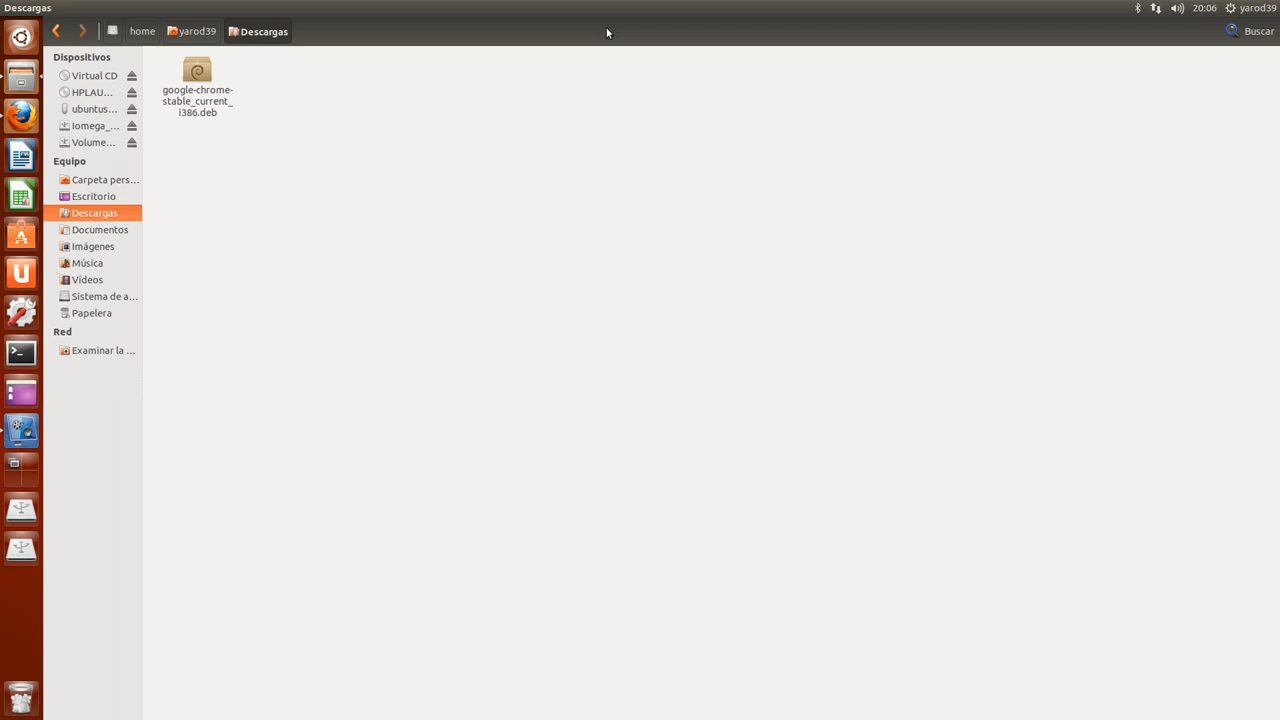 Descargas
20:06
yarod39
home
yarod39
Descargas
Buscar
Dispositivos
Virtual CD
HPLAU...
ubuntus...
Iomega_...
Volume...
Equipo
Carpeta pers...
Escritorio
Descargas
Documentos
Imágenes
Música
Vídeos
Sistema de a...
Papelera
Red
Examinar la ...
google-chrome-
stable_current_
i386.deb